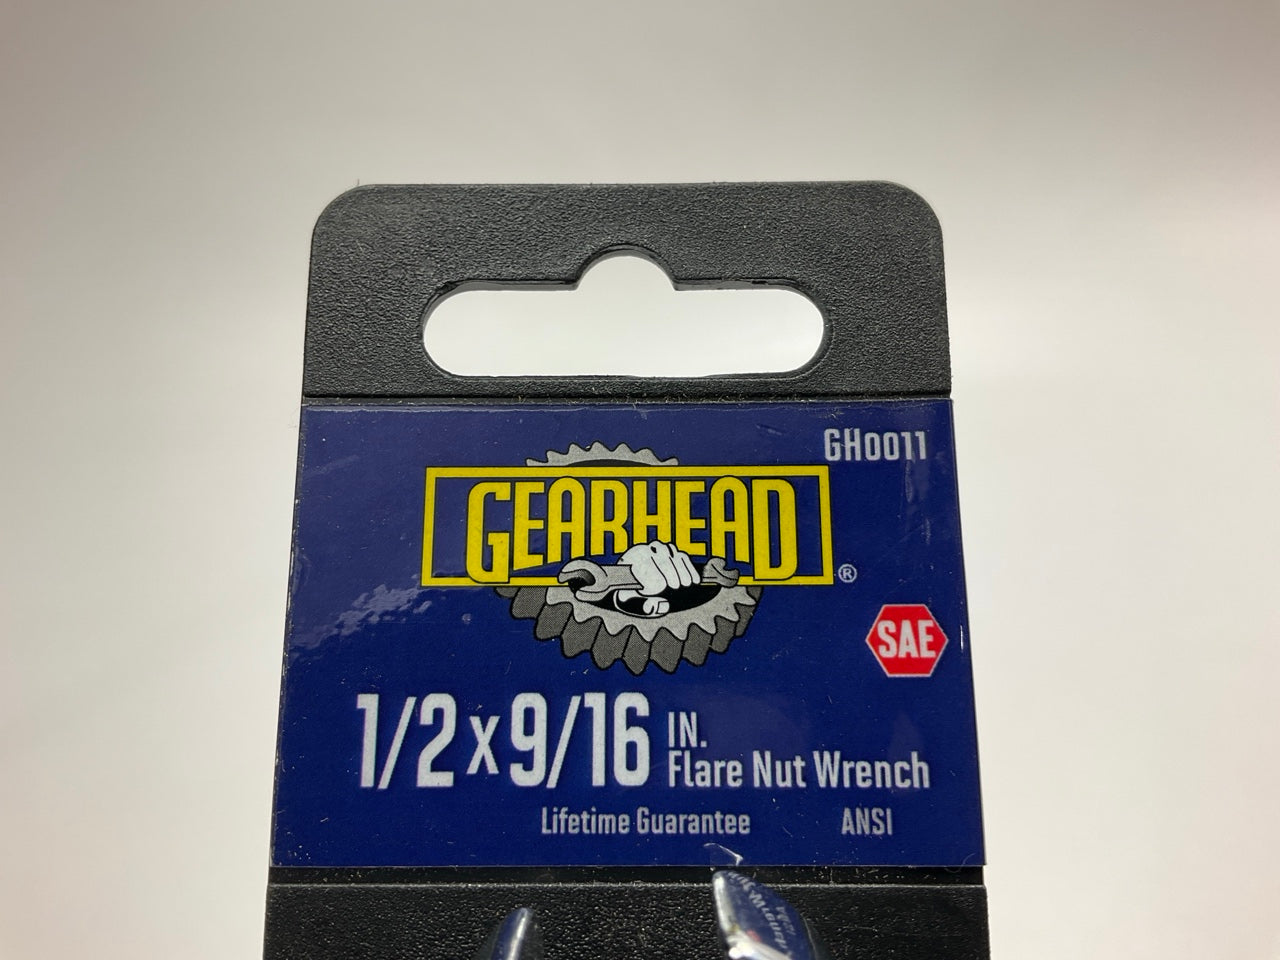 GH0011
GEARHEAD®
SAE
1/2 x 9/16 IN.
Flare Nut Wrench
Lifetime Guarantee ANSI